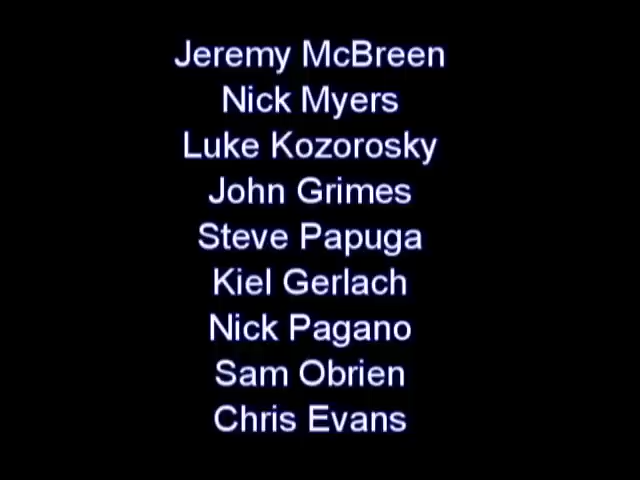 Jeremy McBreen
Nick Myers
Luke Kozorosky
John Grimes
Steve Papuga
Kiel Gerlach
Nick Pagano
Sam Obrien
Chris Evans